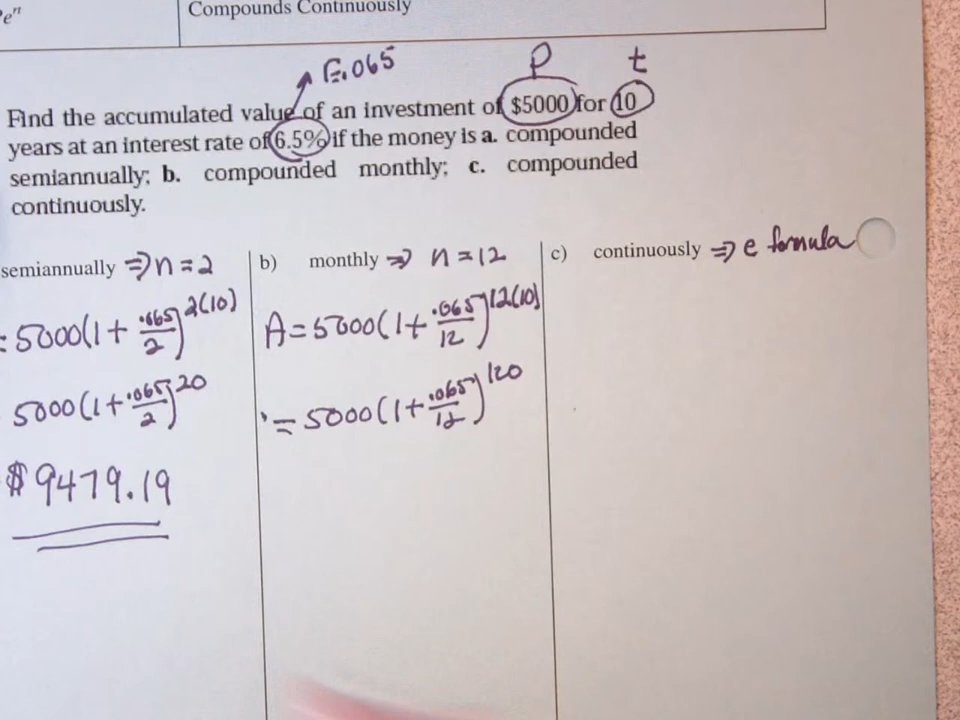 Pe^n
Compounds Continuously
r=.065
P
t
Find the accumulated value of an investment of $5000 for 10
years at an interest rate of 6.5% if the money is a. compounded
semiannually; b. compounded monthly; c. compounded
continuously.
semiannually ⇒ n=2
= 5000(1 + .065/2)^2(10)
5000(1 + .065/2)^20
$9479.19
b) monthly ⇒ n=12
A = 5000(1 + .065/12)^12(10)
= 5000(1 + .065/12)^120
c) continuously ⇒ e formula